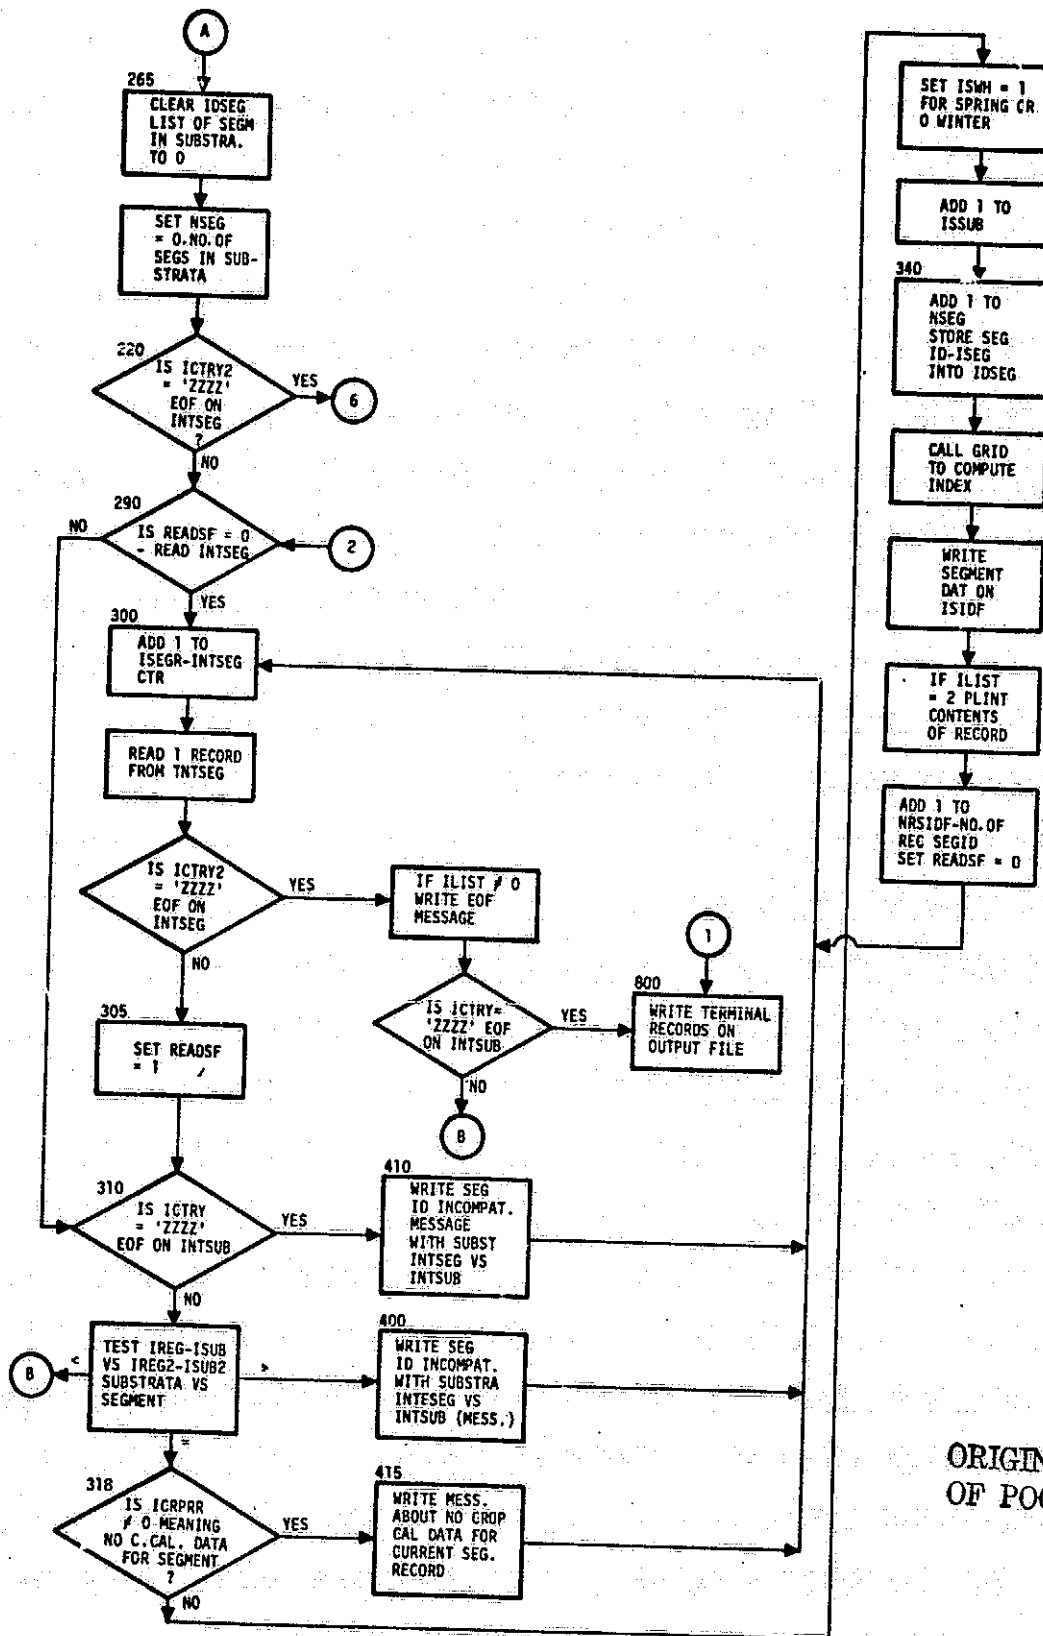 A
265
CLEAR IDSEG
LIST OF SEGM
IN SUBSTRA.
TO 0
SET NSEG
= 0.NO.OF
SEGS IN SUB-
STRATA
220
IS ICTRY2
= 'ZZZZ'
EOF ON
INTSEG
?
YES
6
NO
290
IS READSF = 0
- READ INTSEG
NO
2
YES
300
ADD 1 TO
ISEGR-INTSEG
CTR
READ 1 RECORD
FROM TNTSEG
IS ICTRY2
= 'ZZZZ'
EOF ON
INTSEG
YES
NO
IF ILIST ≠ 0
WRITE EOF
MESSAGE
IS ICTRY=
'ZZZZ' EOF
ON INTSUB
YES
NO
B
1
800
WRITE TERMINAL
RECORDS ON
OUTPUT FILE
305
SET READSF
= 1
310
IS ICTRY
= 'ZZZZ'
EOF ON INTSUB
YES
NO
410
WRITE SEG
ID INCOMPAT.
MESSAGE
WITH SUBST
INTSEG VS
INTSUB
TEST IREG-ISUB
VS IREG2-ISUB2
SUBSTRATA VS
SEGMENT
<
B
>
=
400
WRITE SEG
ID INCOMPAT.
WITH SUBSTRA
INTESEG VS
INTSUB (MESS.)
318
IS ICRPRR
≠ 0 MEANING
NO C.CAL. DATA
FOR SEGMENT
?
YES
NO
415
WRITE MESS.
ABOUT NO CROP
CAL DATA FOR
CURRENT SEG.
RECORD
SET ISWH = 1
FOR SPRING CR
0 WINTER
ADD 1 TO
ISSUB
340
ADD 1 TO
NSEG
STORE SEG
ID-ISEG
INTO IDSEG
CALL GRID
TO COMPUTE
INDEX
WRITE
SEGMENT
DAT ON
ISIDF
IF ILIST
= 2 PLINT
CONTENTS
OF RECORD
ADD 1 TO
NRSIDF-NO.OF
REC SEGID
SET READSF = 0
ORIGIN
OF POO